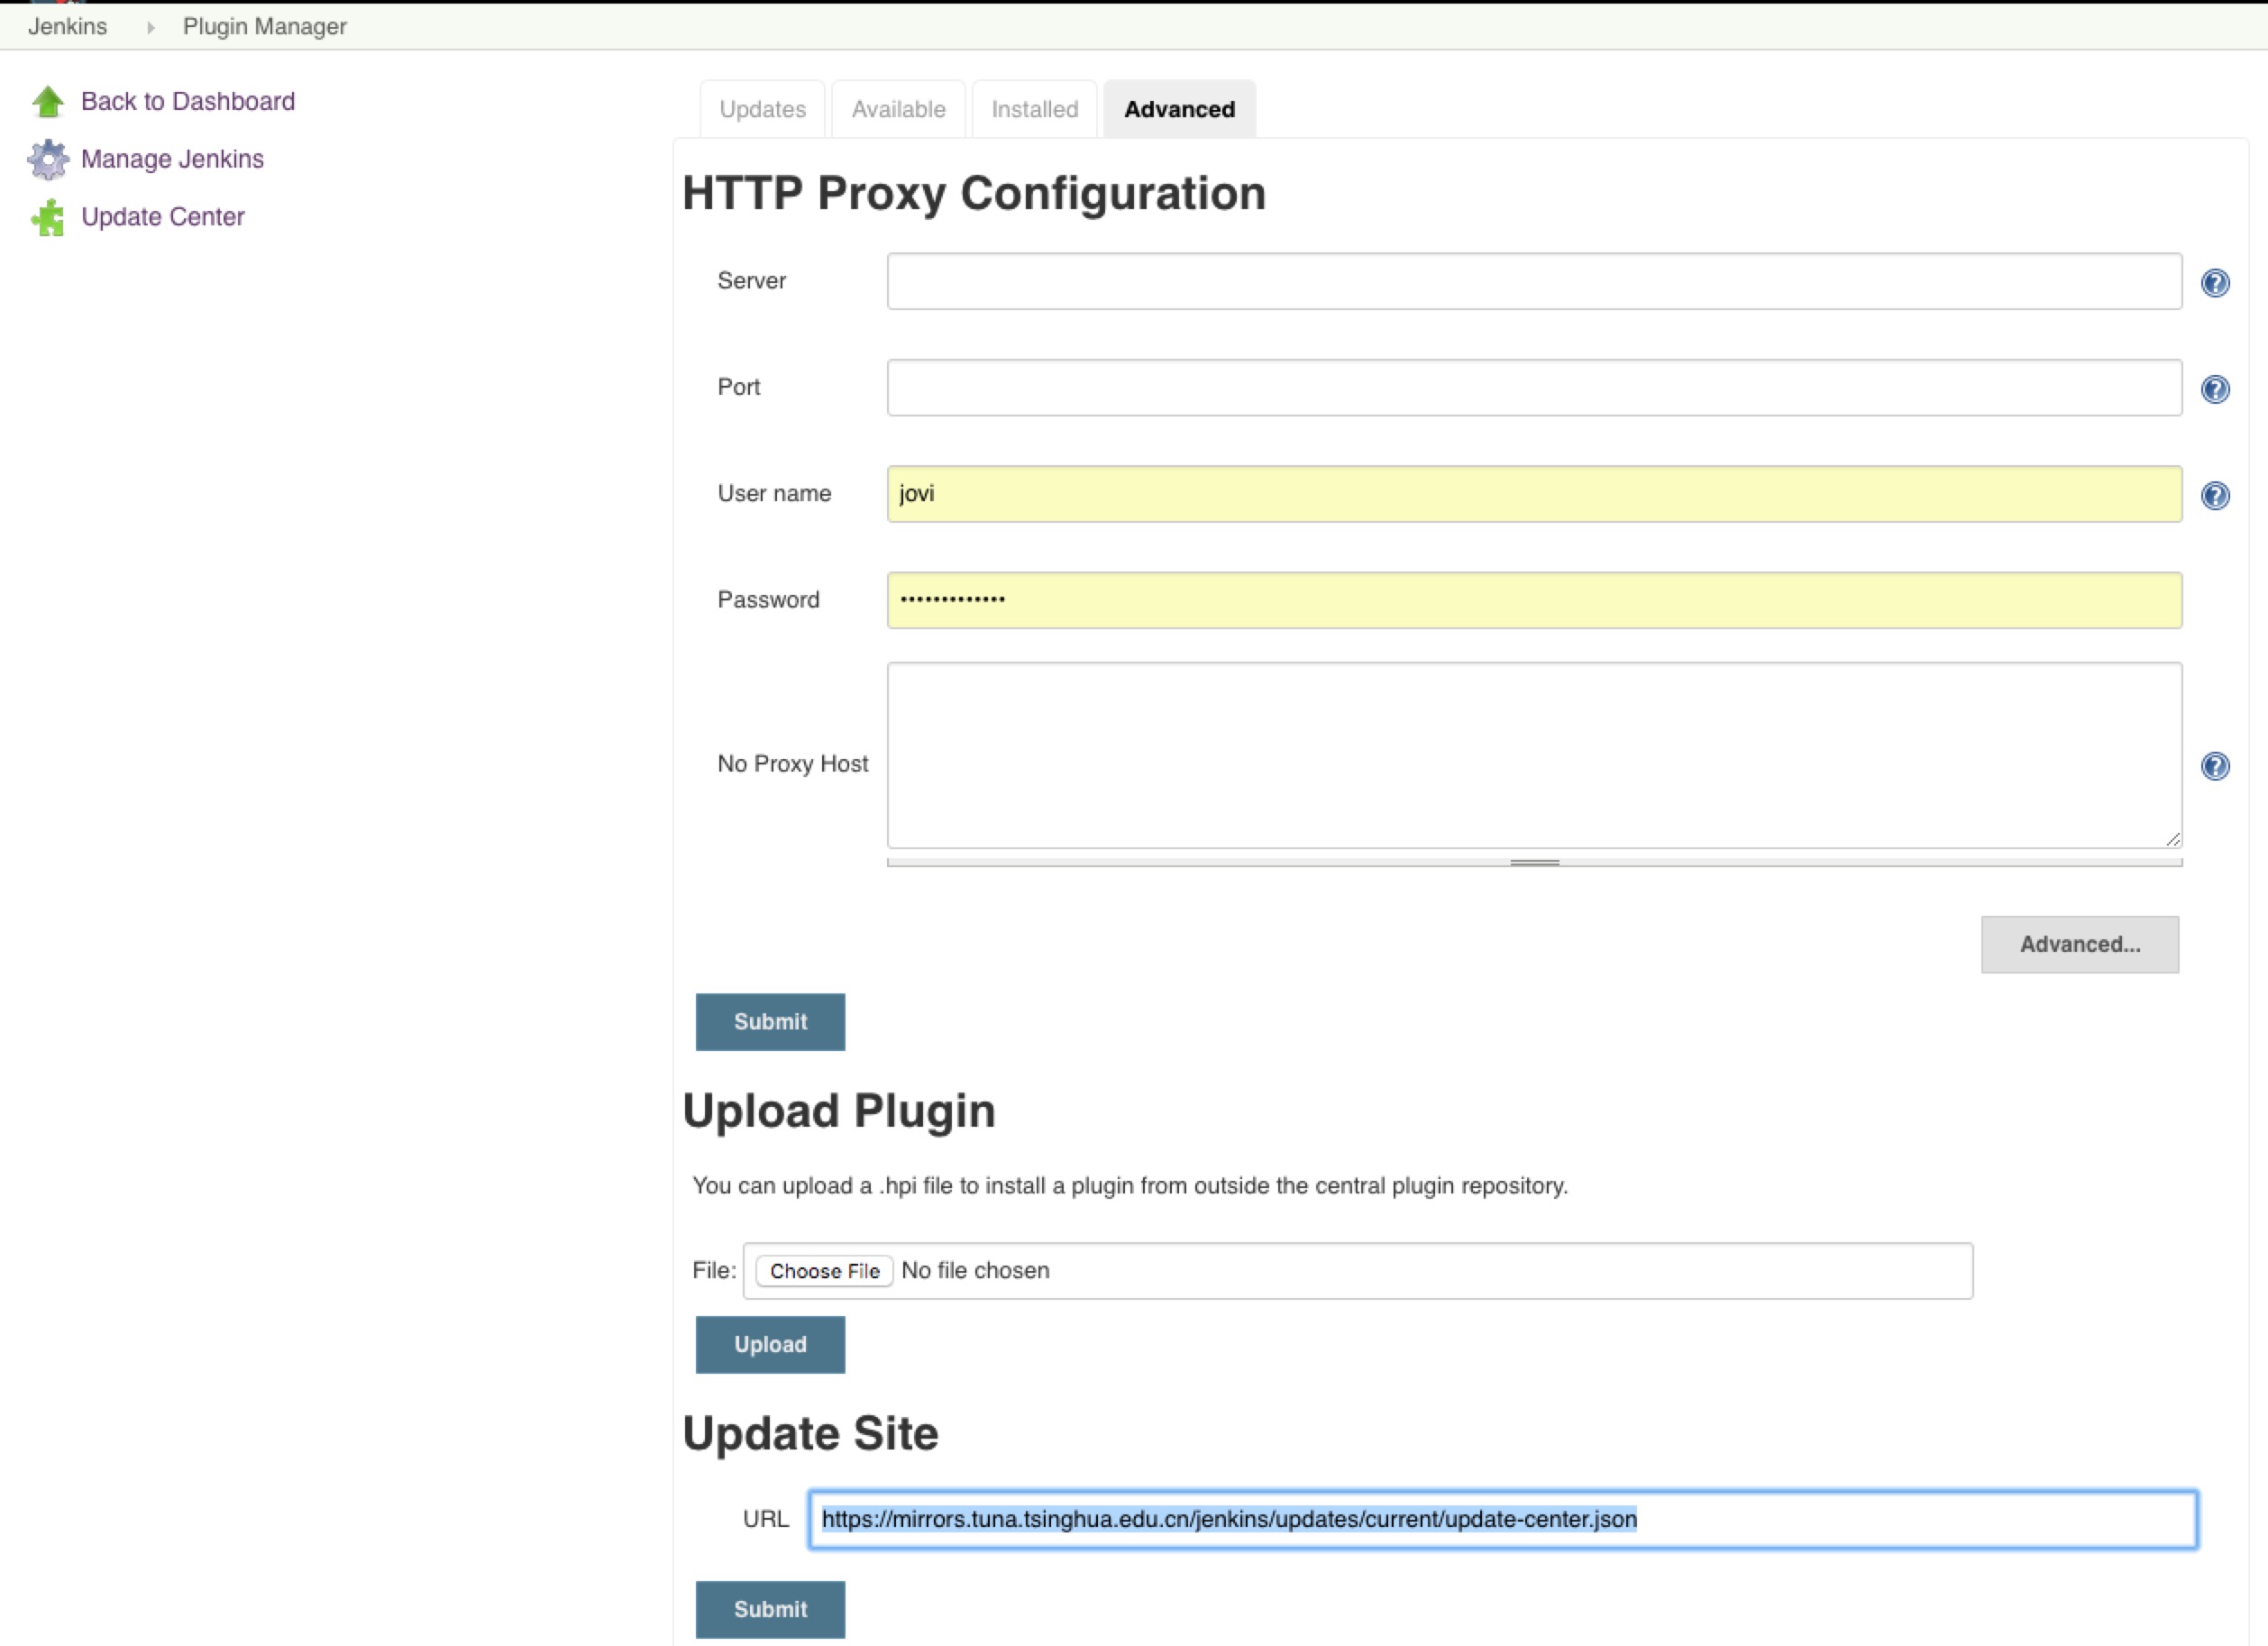 Jenkins Plugin Manager
Back to Dashboard
Manage Jenkins
Update Center
Updates Available Installed Advanced
HTTP Proxy Configuration
Server
Port
User name jovi
Password •••••••••••••
No Proxy Host
Advanced...
Submit
Upload Plugin
You can upload a .hpi file to install a plugin from outside the central plugin repository.
File: Choose File No file chosen
Upload
Update Site
URL https://mirrors.tuna.tsinghua.edu.cn/jenkins/updates/current/update-center.json
Submit